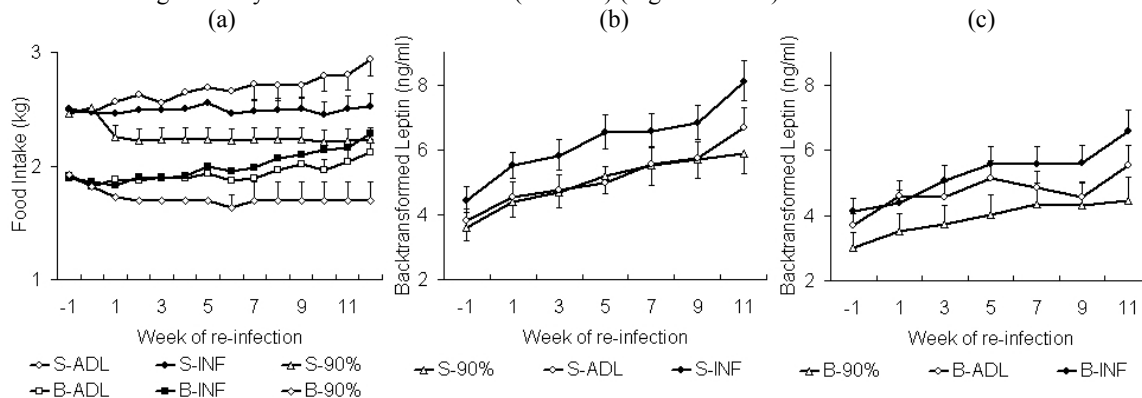 (a) (b) (c)
Food Intake (kg)
3
2
1
-1 1 3 5 7 9 11
Week of re-infection
S-ADL S-INF S-90%
B-ADL B-INF B-90%
Backtransformed Leptin (ng/ml)
8
6
4
2
-1 1 3 5 7 9 11
Week of re-infection
S-90% S-ADL S-INF
Backtransformed Leptin (ng/ml)
8
6
4
2
-1 1 3 5 7 9 11
Week of re-infection
B-90% B-ADL B-INF